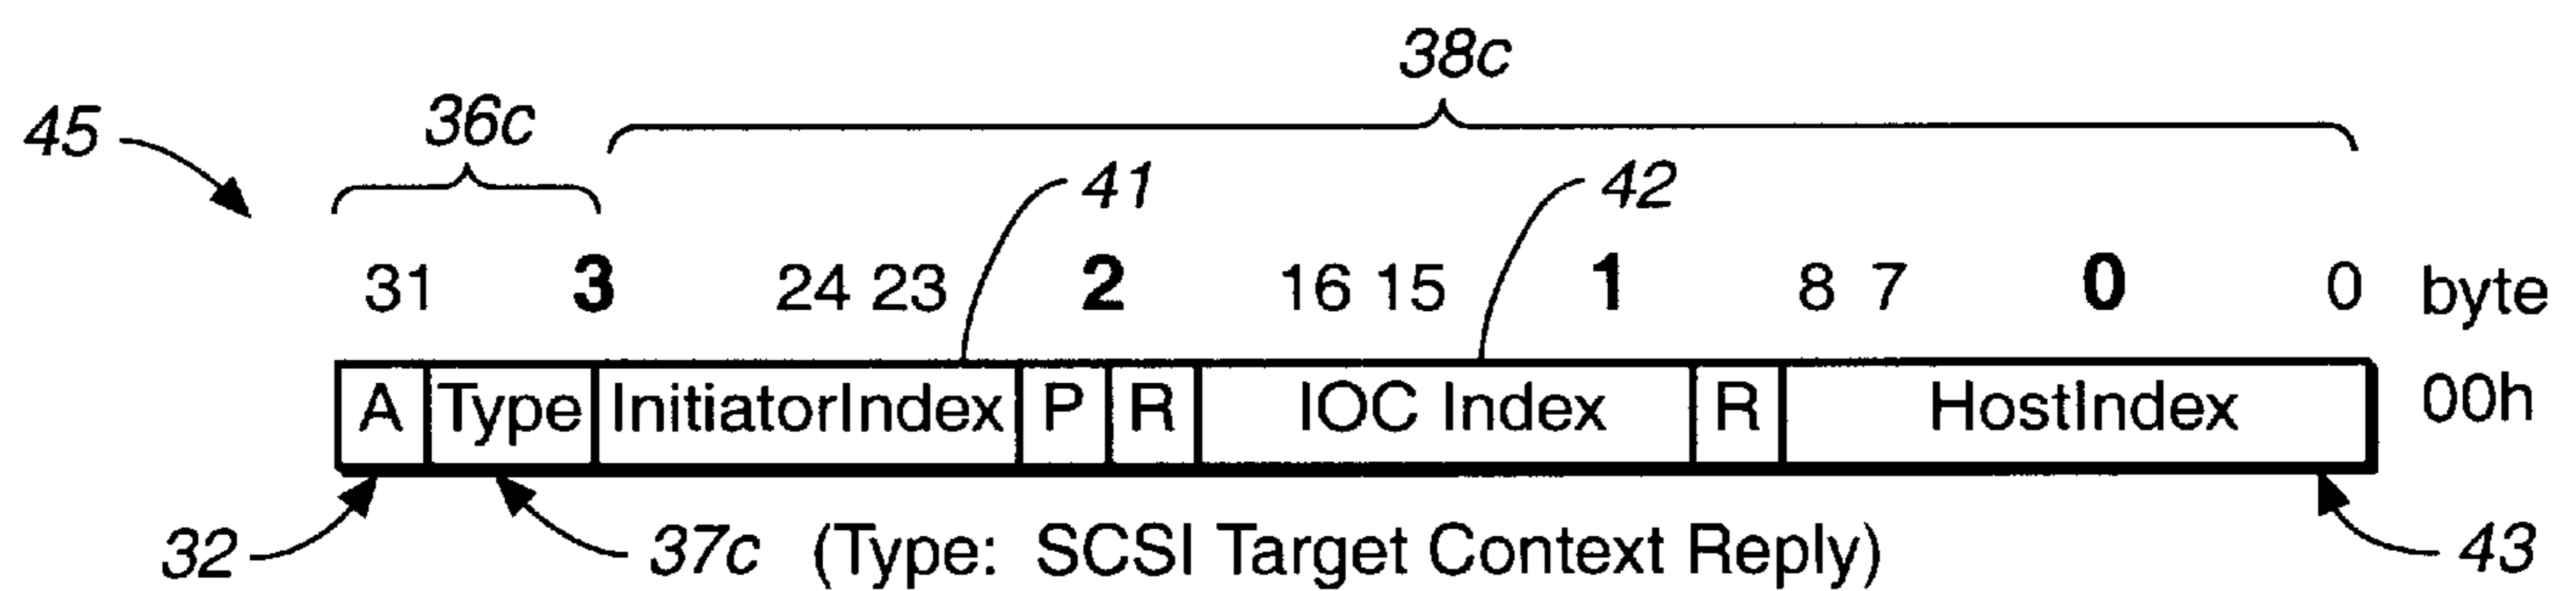 38c
45 36c
41 42
31 3 24 23 2 16 15 1 8 7 0 0 byte
A Type InitiatorIndex P R IOC Index R HostIndex 00h
32 37c (Type: SCSI Target Context Reply) 43